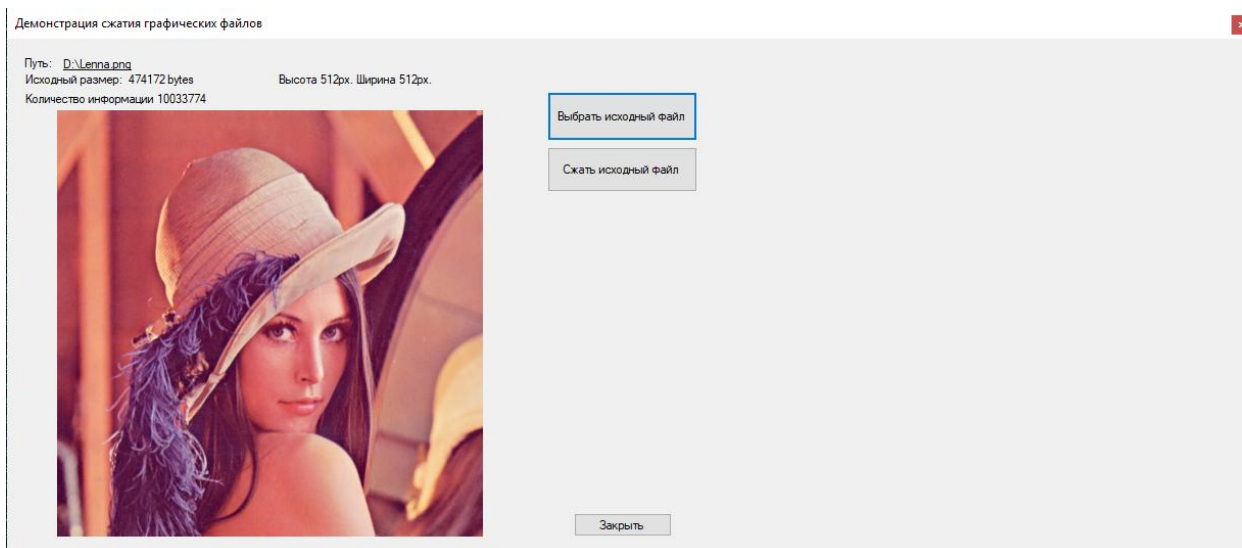 Демонстрация сжатия графических файлов
x
Путь: D:\Lenna.png
Исходный размер: 474172 bytes Высота 512px. Ширина 512px.
Количество информации 10033774
Выбрать исходный файл
Сжать исходный файл
Закрыть